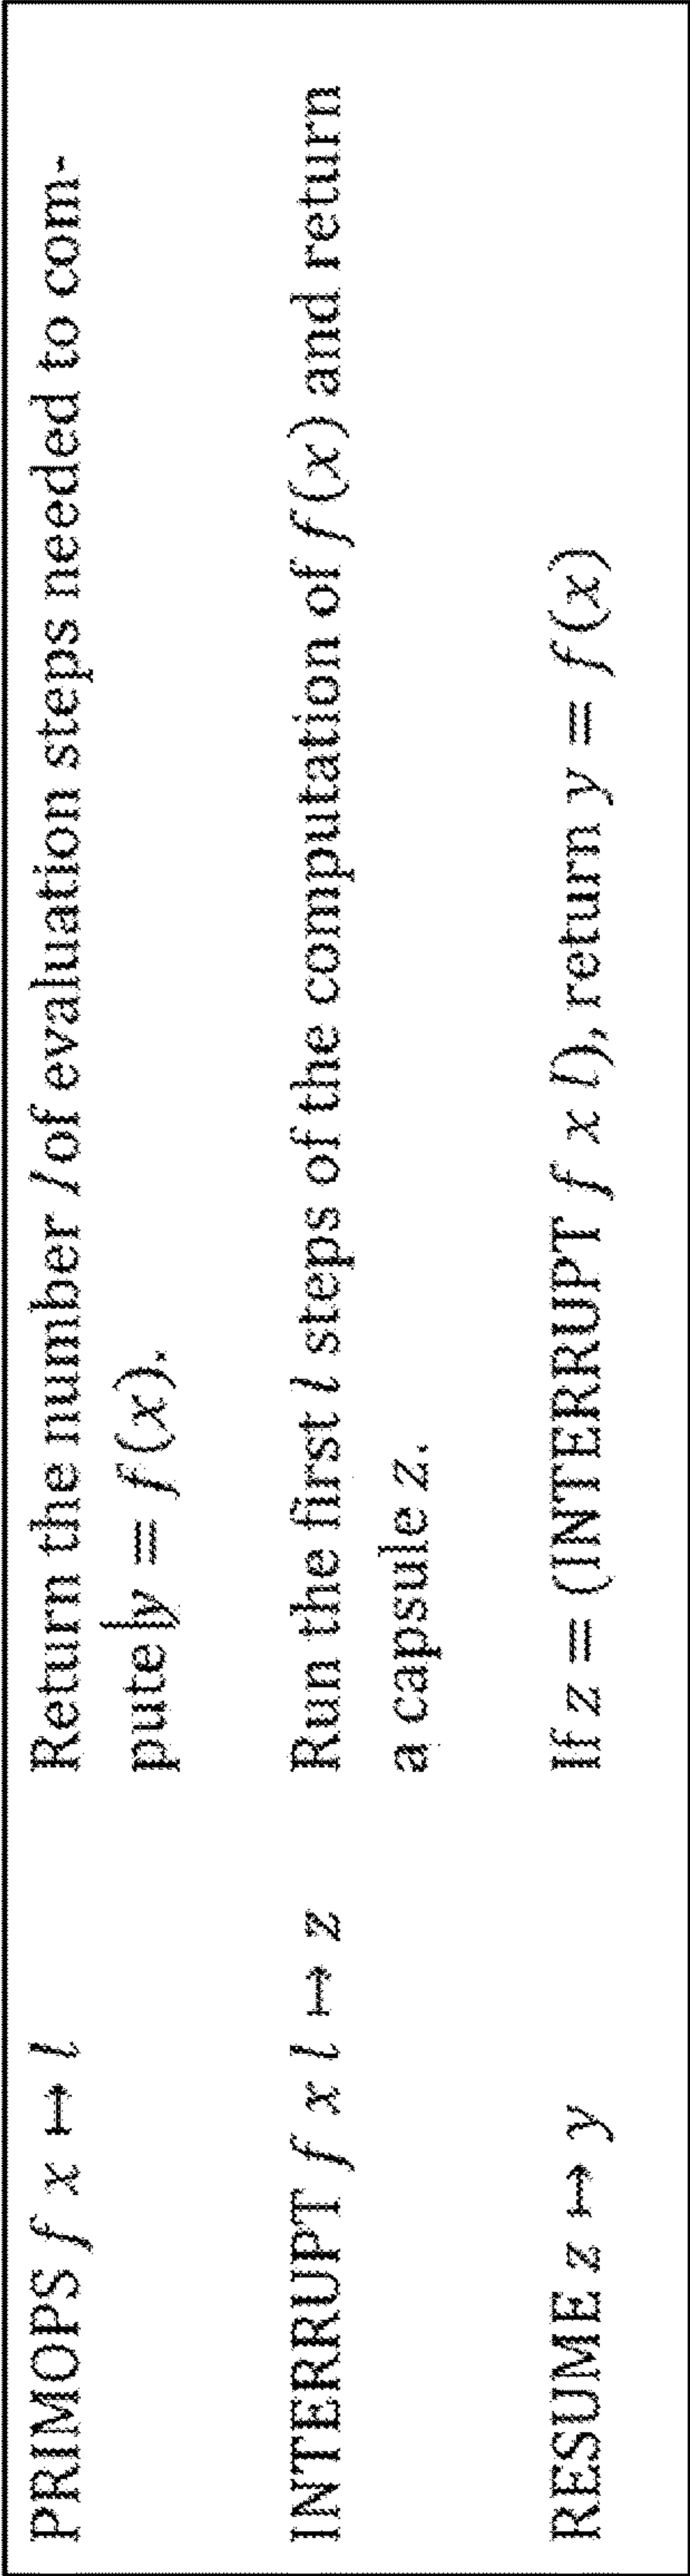 PRIMOPS f x ↦ l Return the number l of evaluation steps needed to com-
pute y = f(x).
INTERRUPT f x l ↦ z Run the first l steps of the computation of f(x) and return
a capsule z.
RESUME z ↦ y If z = (INTERRUPT f x l), return y = f(x)